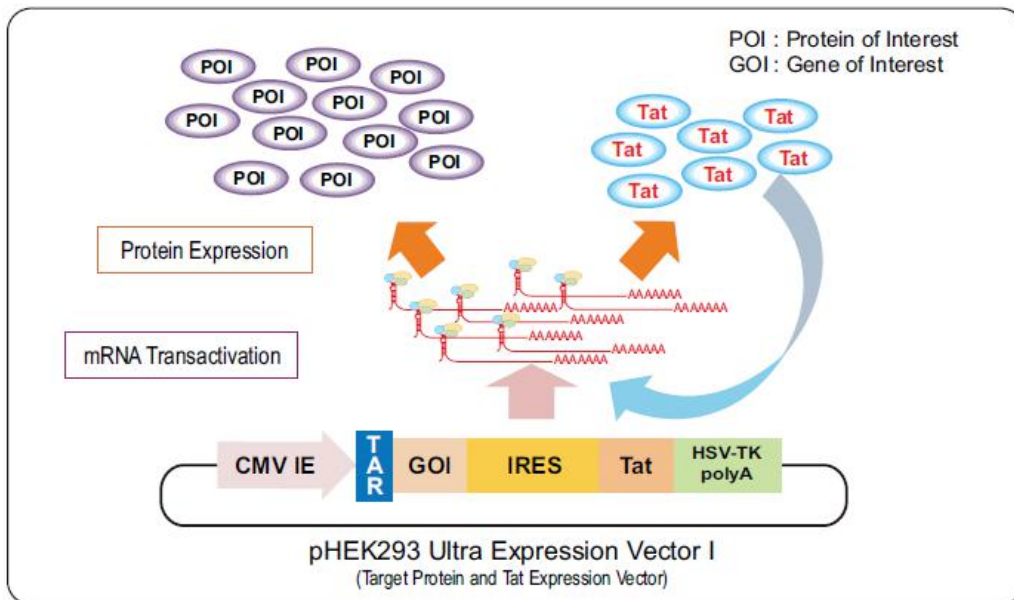 POI : Protein of Interest
GOI : Gene of Interest
POI
POI
POI
POI
POI
POI
POI
POI
POI
POI
POI
POI
Tat
Tat
Tat
Tat
Tat
Tat
Tat
Protein Expression
mRNA Transactivation
AAAAAAA
AAAAAAA
AAAAAAA
AAAAAAA
AAAAAAA
AAAAAAA
AAAAAAA
CMV IE
TAR
GOI
IRES
Tat
HSV-TK
polyA
pHEK293 Ultra Expression Vector I
(Target Protein and Tat Expression Vector)